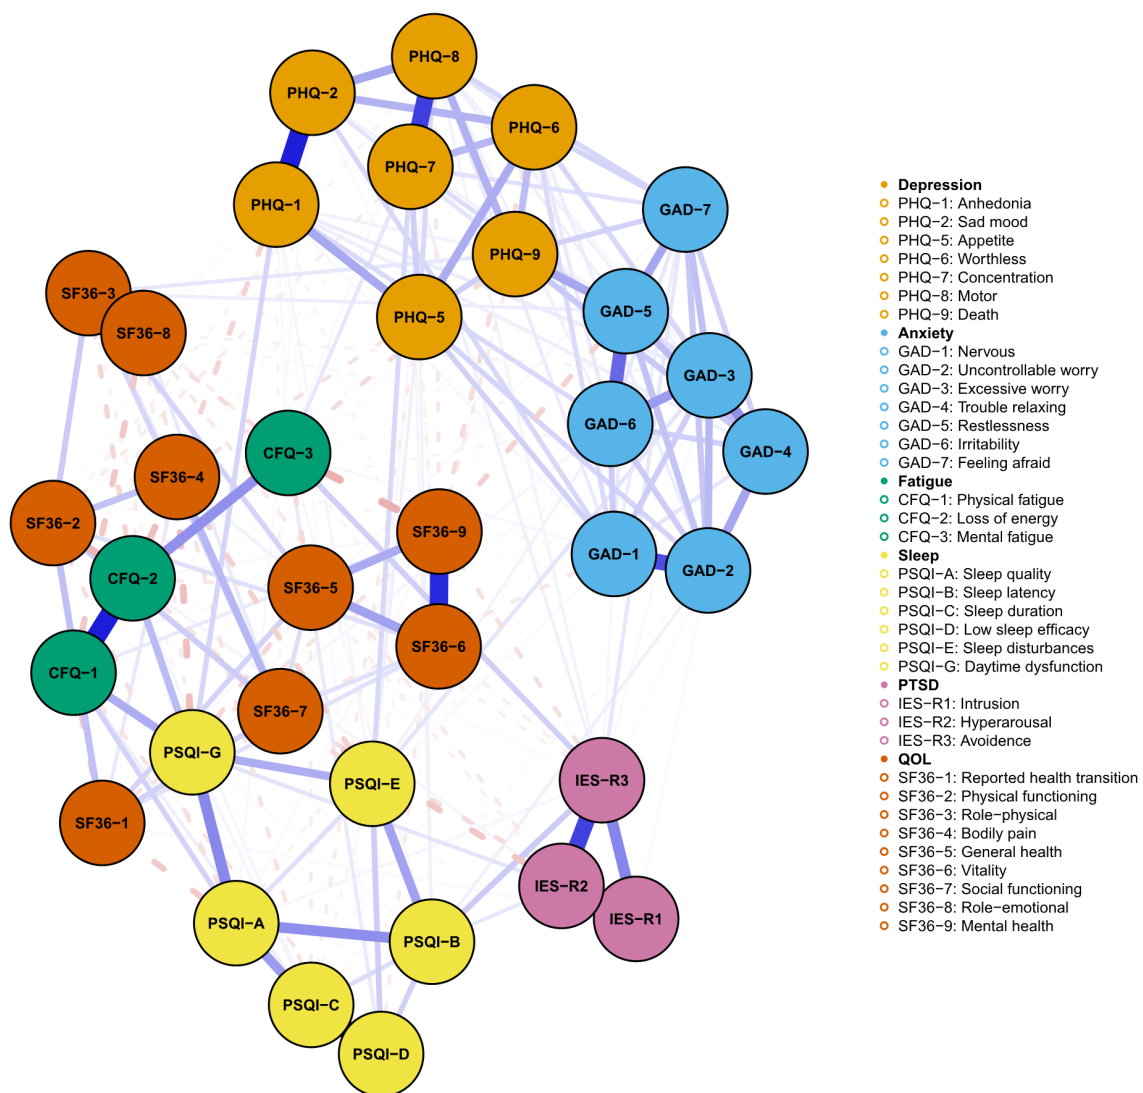 PHQ−8
PHQ−2
PHQ−6
PHQ−7
PHQ−1
GAD−7
PHQ−9
SF36−3
GAD−5
PHQ−5
SF36−8
GAD−3
GAD−6
CFQ−3
GAD−4
SF36−4
SF36−2
SF36−9
GAD−1
GAD−2
CFQ−2
SF36−5
SF36−6
CFQ−1
SF36−7
PSQI−G
PSQI−E
IES−R3
SF36−1
IES−R2
IES−R1
PSQI−A
PSQI−B
PSQI−C
PSQI−D
Depression
PHQ−1: Anhedonia
PHQ−2: Sad mood
PHQ−5: Appetite
PHQ−6: Worthless
PHQ−7: Concentration
PHQ−8: Motor
PHQ−9: Death
Anxiety
GAD−1: Nervous
GAD−2: Uncontrollable worry
GAD−3: Excessive worry
GAD−4: Trouble relaxing
GAD−5: Restlessness
GAD−6: Irritability
GAD−7: Feeling afraid
Fatigue
CFQ−1: Physical fatigue
CFQ−2: Loss of energy
CFQ−3: Mental fatigue
Sleep
PSQI−A: Sleep quality
PSQI−B: Sleep latency
PSQI−C: Sleep duration
PSQI−D: Low sleep efficacy
PSQI−E: Sleep disturbances
PSQI−G: Daytime dysfunction
PTSD
IES−R1: Intrusion
IES−R2: Hyperarousal
IES−R3: Avoidence
QOL
SF36−1: Reported health transition
SF36−2: Physical functioning
SF36−3: Role−physical
SF36−4: Bodily pain
SF36−5: General health
SF36−6: Vitality
SF36−7: Social functioning
SF36−8: Role−emotional
SF36−9: Mental health